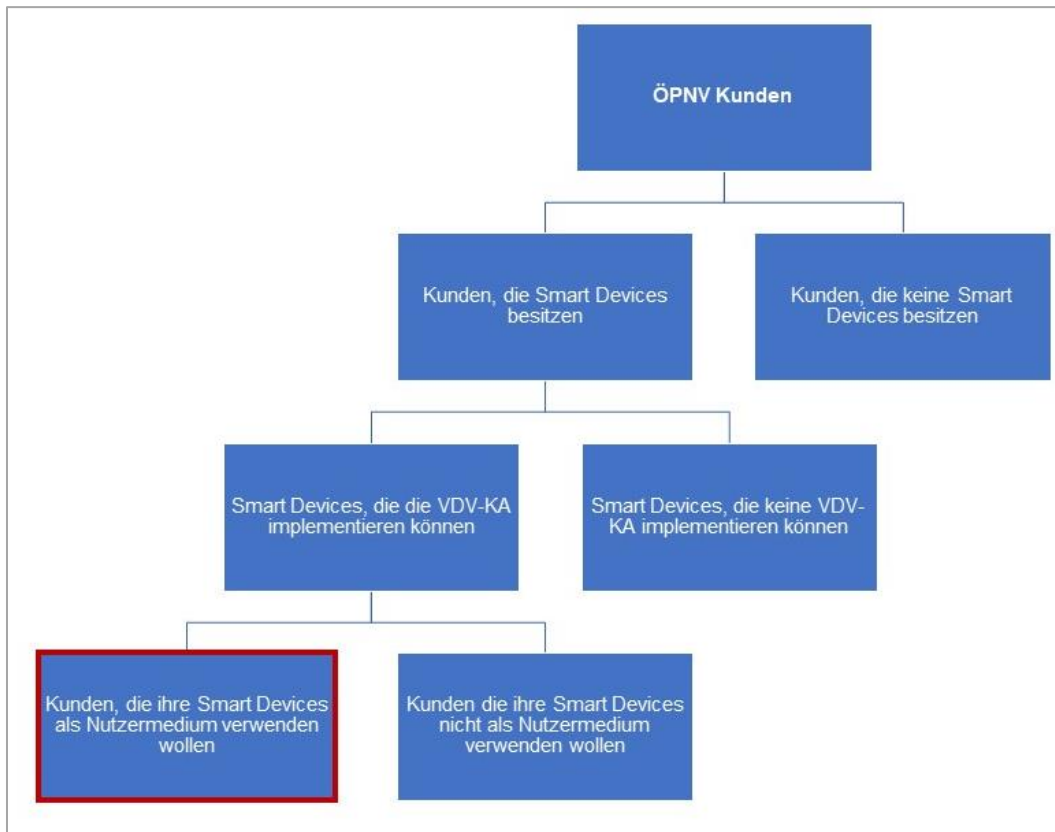 ÖPNV Kunden
Kunden, die Smart Devices
besitzen
Kunden, die keine Smart
Devices besitzen
Smart Devices, die die VDV-KA
implementieren können
Smart Devices, die keine VDV-
KA implementieren können
Kunden, die ihre Smart Devices
als Nutzermedium verwenden
wollen
Kunden die ihre Smart Devices
nicht als Nutzermedium
verwenden wollen